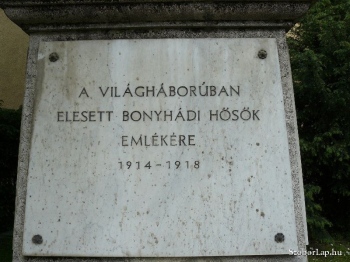 A VILÁGHÁBORÚBAN
ELESETT BONYHÁDI HŐSÖK
EMLÉKÉRE
1914-1918
SzoborLap.hu